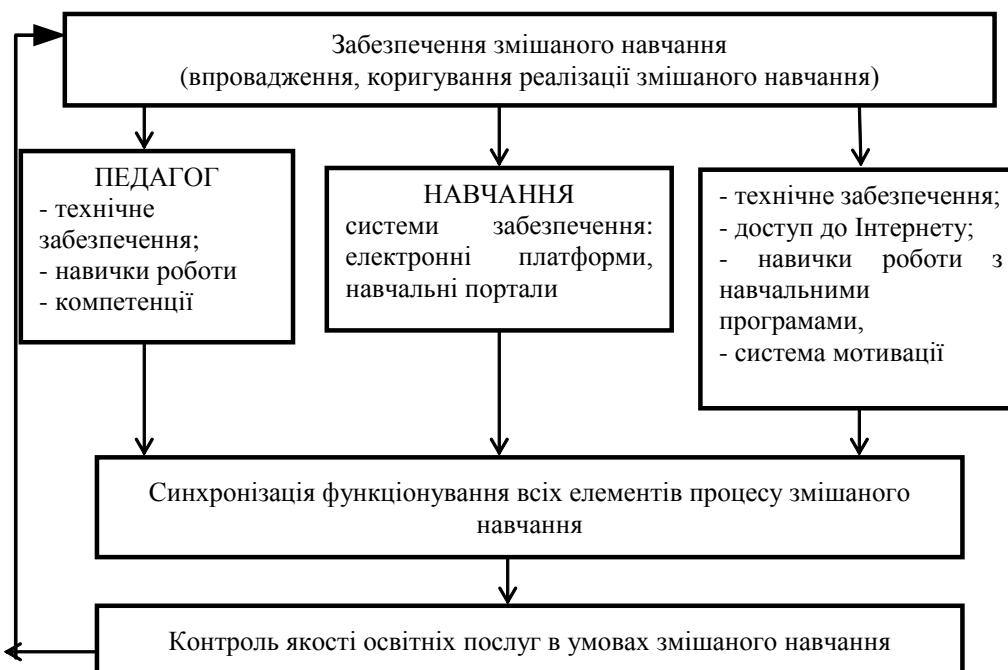 Забезпечення змішаного навчання
(впровадження, коригування реалізації змішаного навчання)
ПЕДАГОГ
- технічне
забезпечення;
- навички роботи
- компетенції
НАВЧАННЯ
системи забезпечення:
електронні платформи,
навчальні портали
- технічне забезпечення;
- доступ до Інтернету;
- навички роботи з
навчальними
програмами,
- система мотивації
Синхронізація функціонування всіх елементів процесу змішаного
навчання
Контроль якості освітніх послуг в умовах змішаного навчання